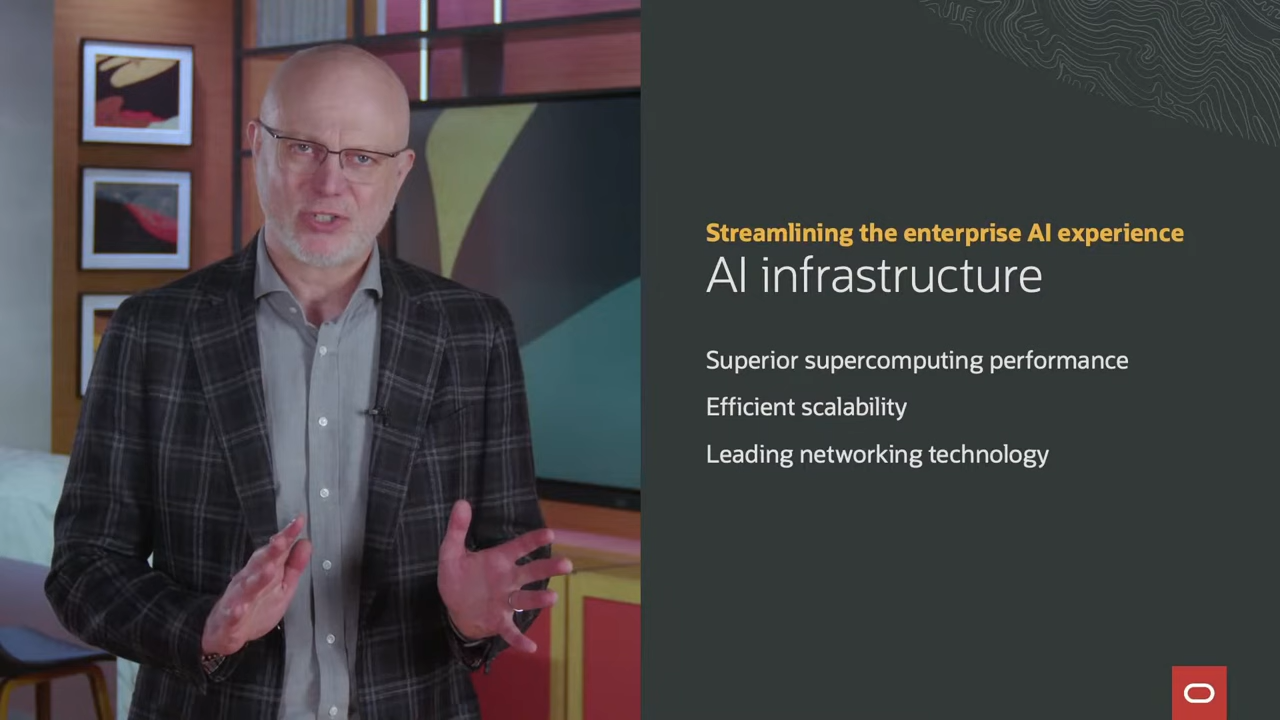 Streamlining the enterprise AI experience
AI infrastructure
Superior supercomputing performance
Efficient scalability
Leading networking technology